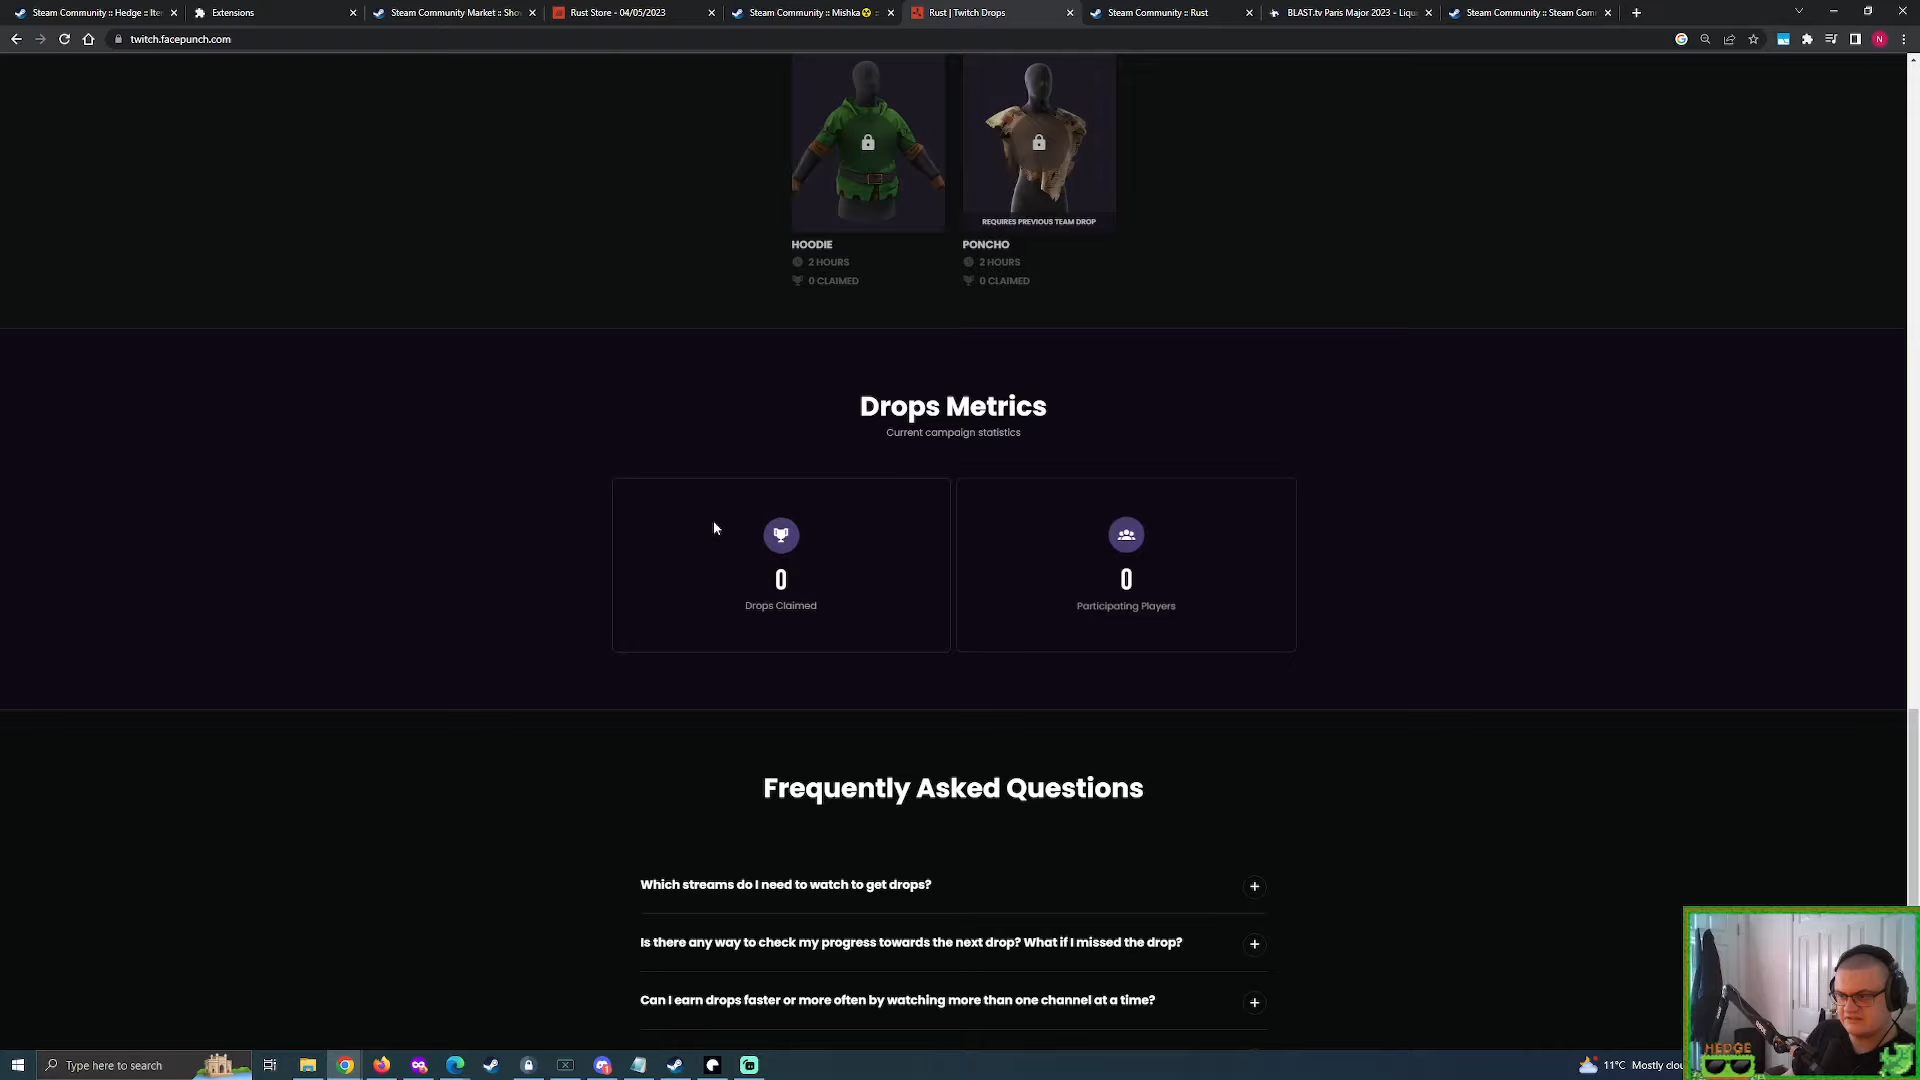 Steam Community :: Hedge :: Iter
Extensions
Steam Community Market :: Sho
Rust Store - 04/05/2023
Steam Community :: Mishka☢ ::
Rust | Twitch Drops
Steam Community :: Rust
BLAST.tv Paris Major 2023 - Liqu
Steam Community :: Steam Com
twitch.facepunch.com
N
REQUIRES PREVIOUS TEAM DROP
HOODIE
PONCHO
2 HOURS
2 HOURS
0 CLAIMED
0 CLAIMED
Drops Metrics
Current campaign statistics
0
Drops Claimed
0
Participating Players
Frequently Asked Questions
Which streams do I need to watch to get drops?
Is there any way to check my progress towards the next drop? What if I missed the drop?
Can I earn drops faster or more often by watching more than one channel at a time?
HEDGE
Type here to search
11°C Mostly clou